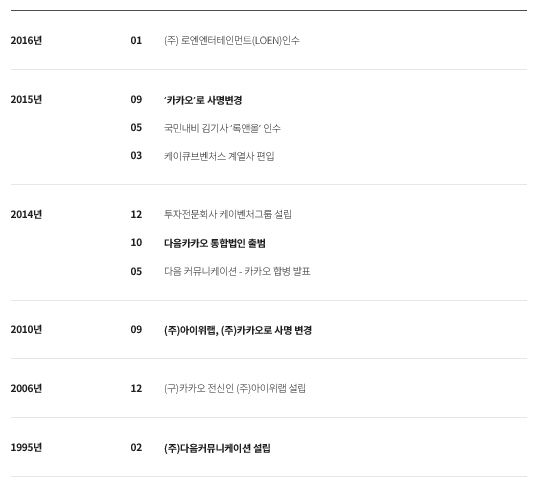 2016년 01 (주) 로엔엔터테인먼트(LOEN)인수
2015년 09 '카카오'로 사명변경
05 국민내비 김기사 '록앤올' 인수
03 케이큐브벤처스 계열사 편입
2014년 12 투자전문회사 케이벤처그룹 설립
10 다음카카오 통합법인 출범
05 다음 커뮤니케이션 - 카카오 합병 발표
2010년 09 (주)아이위랩, (주)카카오로 사명 변경
2006년 12 (구)카카오 전신인 (주)아이위랩 설립
1995년 02 (주)다음커뮤니케이션 설립